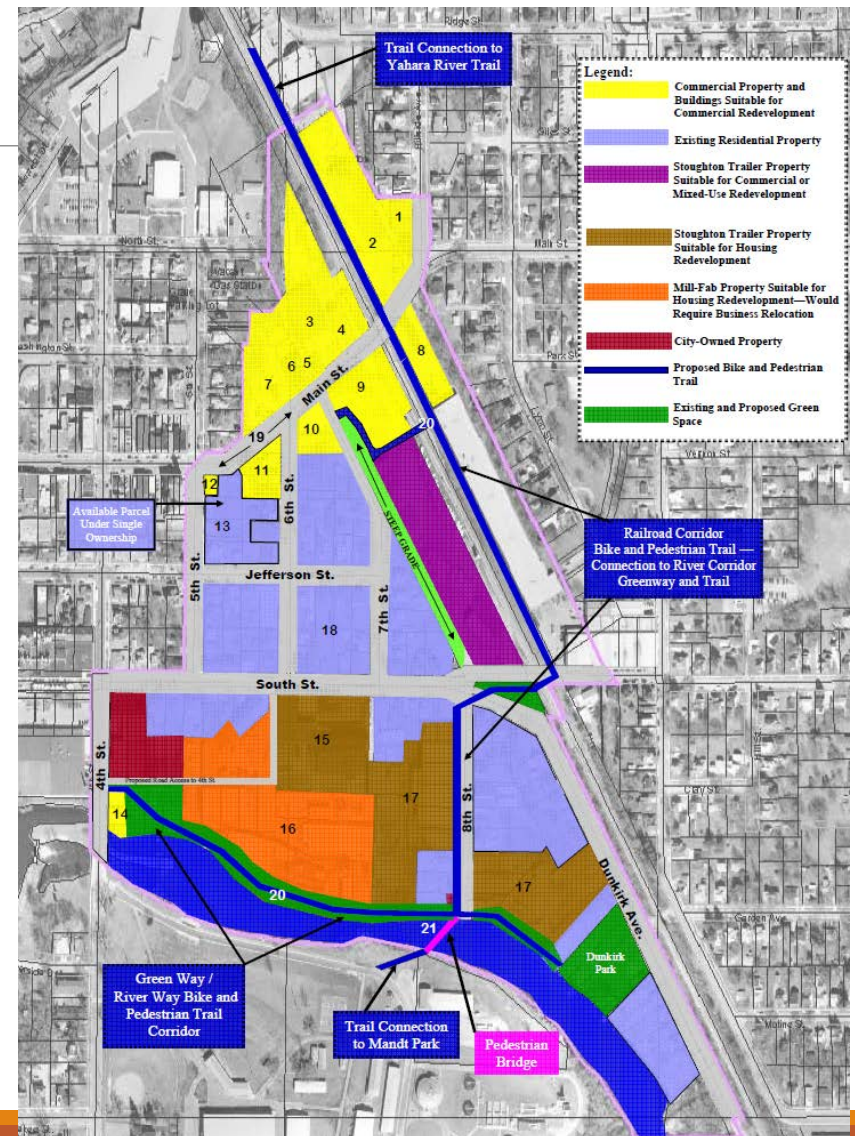 Ridge St.
Trail Connection to
Yahara River Trail
Legend:
Commercial Property and
Buildings Suitable for
Commercial Redevelopment
Existing Residential Property
Stoughton Trailer Property
Suitable for Commercial or
Mixed-Use Redevelopment
Stoughton Trailer Property
Suitable for Housing
Redevelopment
Mill-Fab Property Suitable for
Housing Redevelopment—Would
Require Business Relocation
City-Owned Property
Proposed Bike and Pedestrian
Trail
Existing and Proposed Green
Space
1
2
North St.
3
4
5
6
7
8
9
Main St.
Park St.
10
20
19
11
12
13
6th St.
6th St.
5th St.
STEEP GRADE
Vernon St.
Available Parcel
Under Single
Ownership
Railroad Corridor
Bike and Pedestrian Trail —
Connection to River Corridor
Greenway and Trail
Jefferson St.
7th St.
18
South St.
4th St.
15
Proposed Road Access to 4th St.
14
16
17
8th St.
17
Dunkirk Ave.
20
21
Dunkirk
Park
Green Way /
River Way Bike and
Pedestrian Trail
Corridor
Trail Connection
to Mandt Park
Pedestrian
Bridge